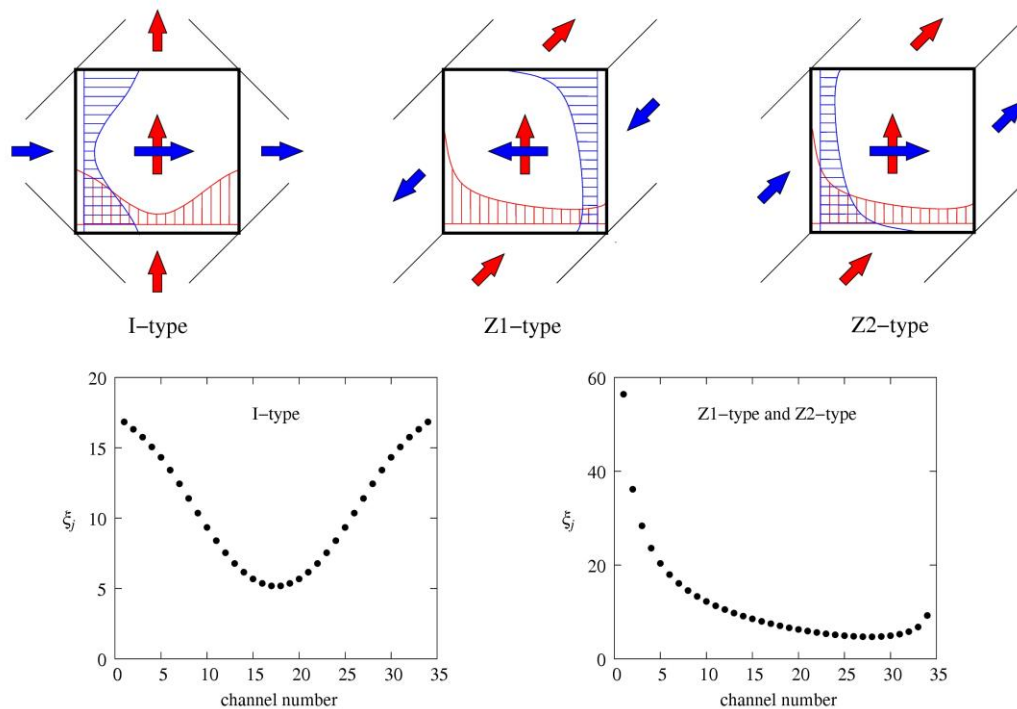 I−type
Z1−type
Z2−type
20
15
10
5
0
ξj
I−type
0 5 10 15 20 25 30 35
channel number
60
40
20
0
ξj
Z1−type and Z2−type
0 5 10 15 20 25 30 35
channel number